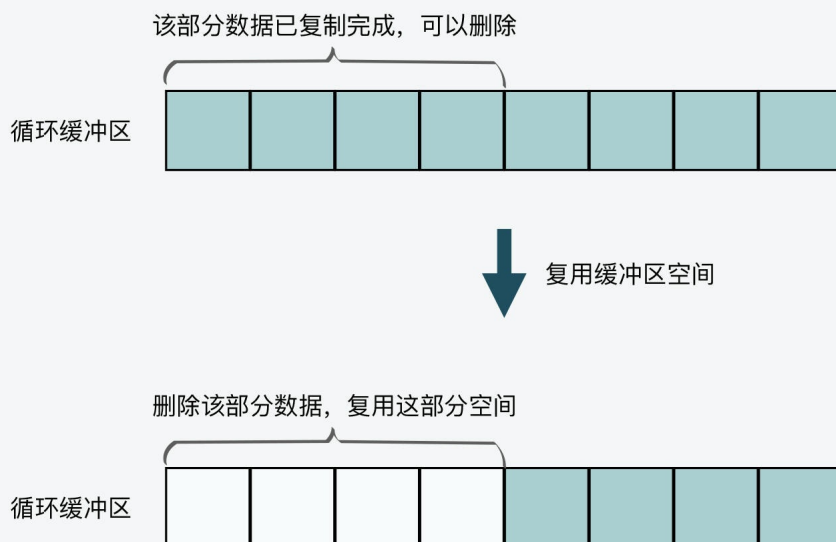 该部分数据已复制完成，可以删除
循环缓冲区
复用缓冲区空间
删除该部分数据，复用这部分空间
循环缓冲区